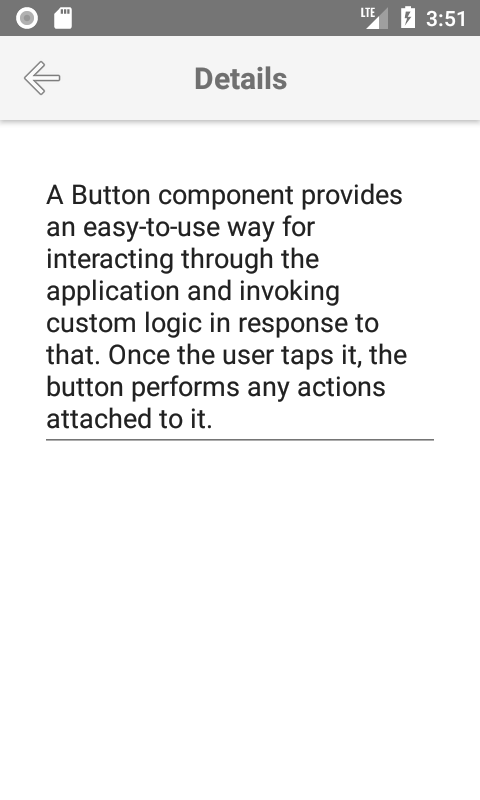 LTE 3:51
Details
A Button component provides
an easy-to-use way for
interacting through the
application and invoking
custom logic in response to
that. Once the user taps it, the
button performs any actions
attached to it.